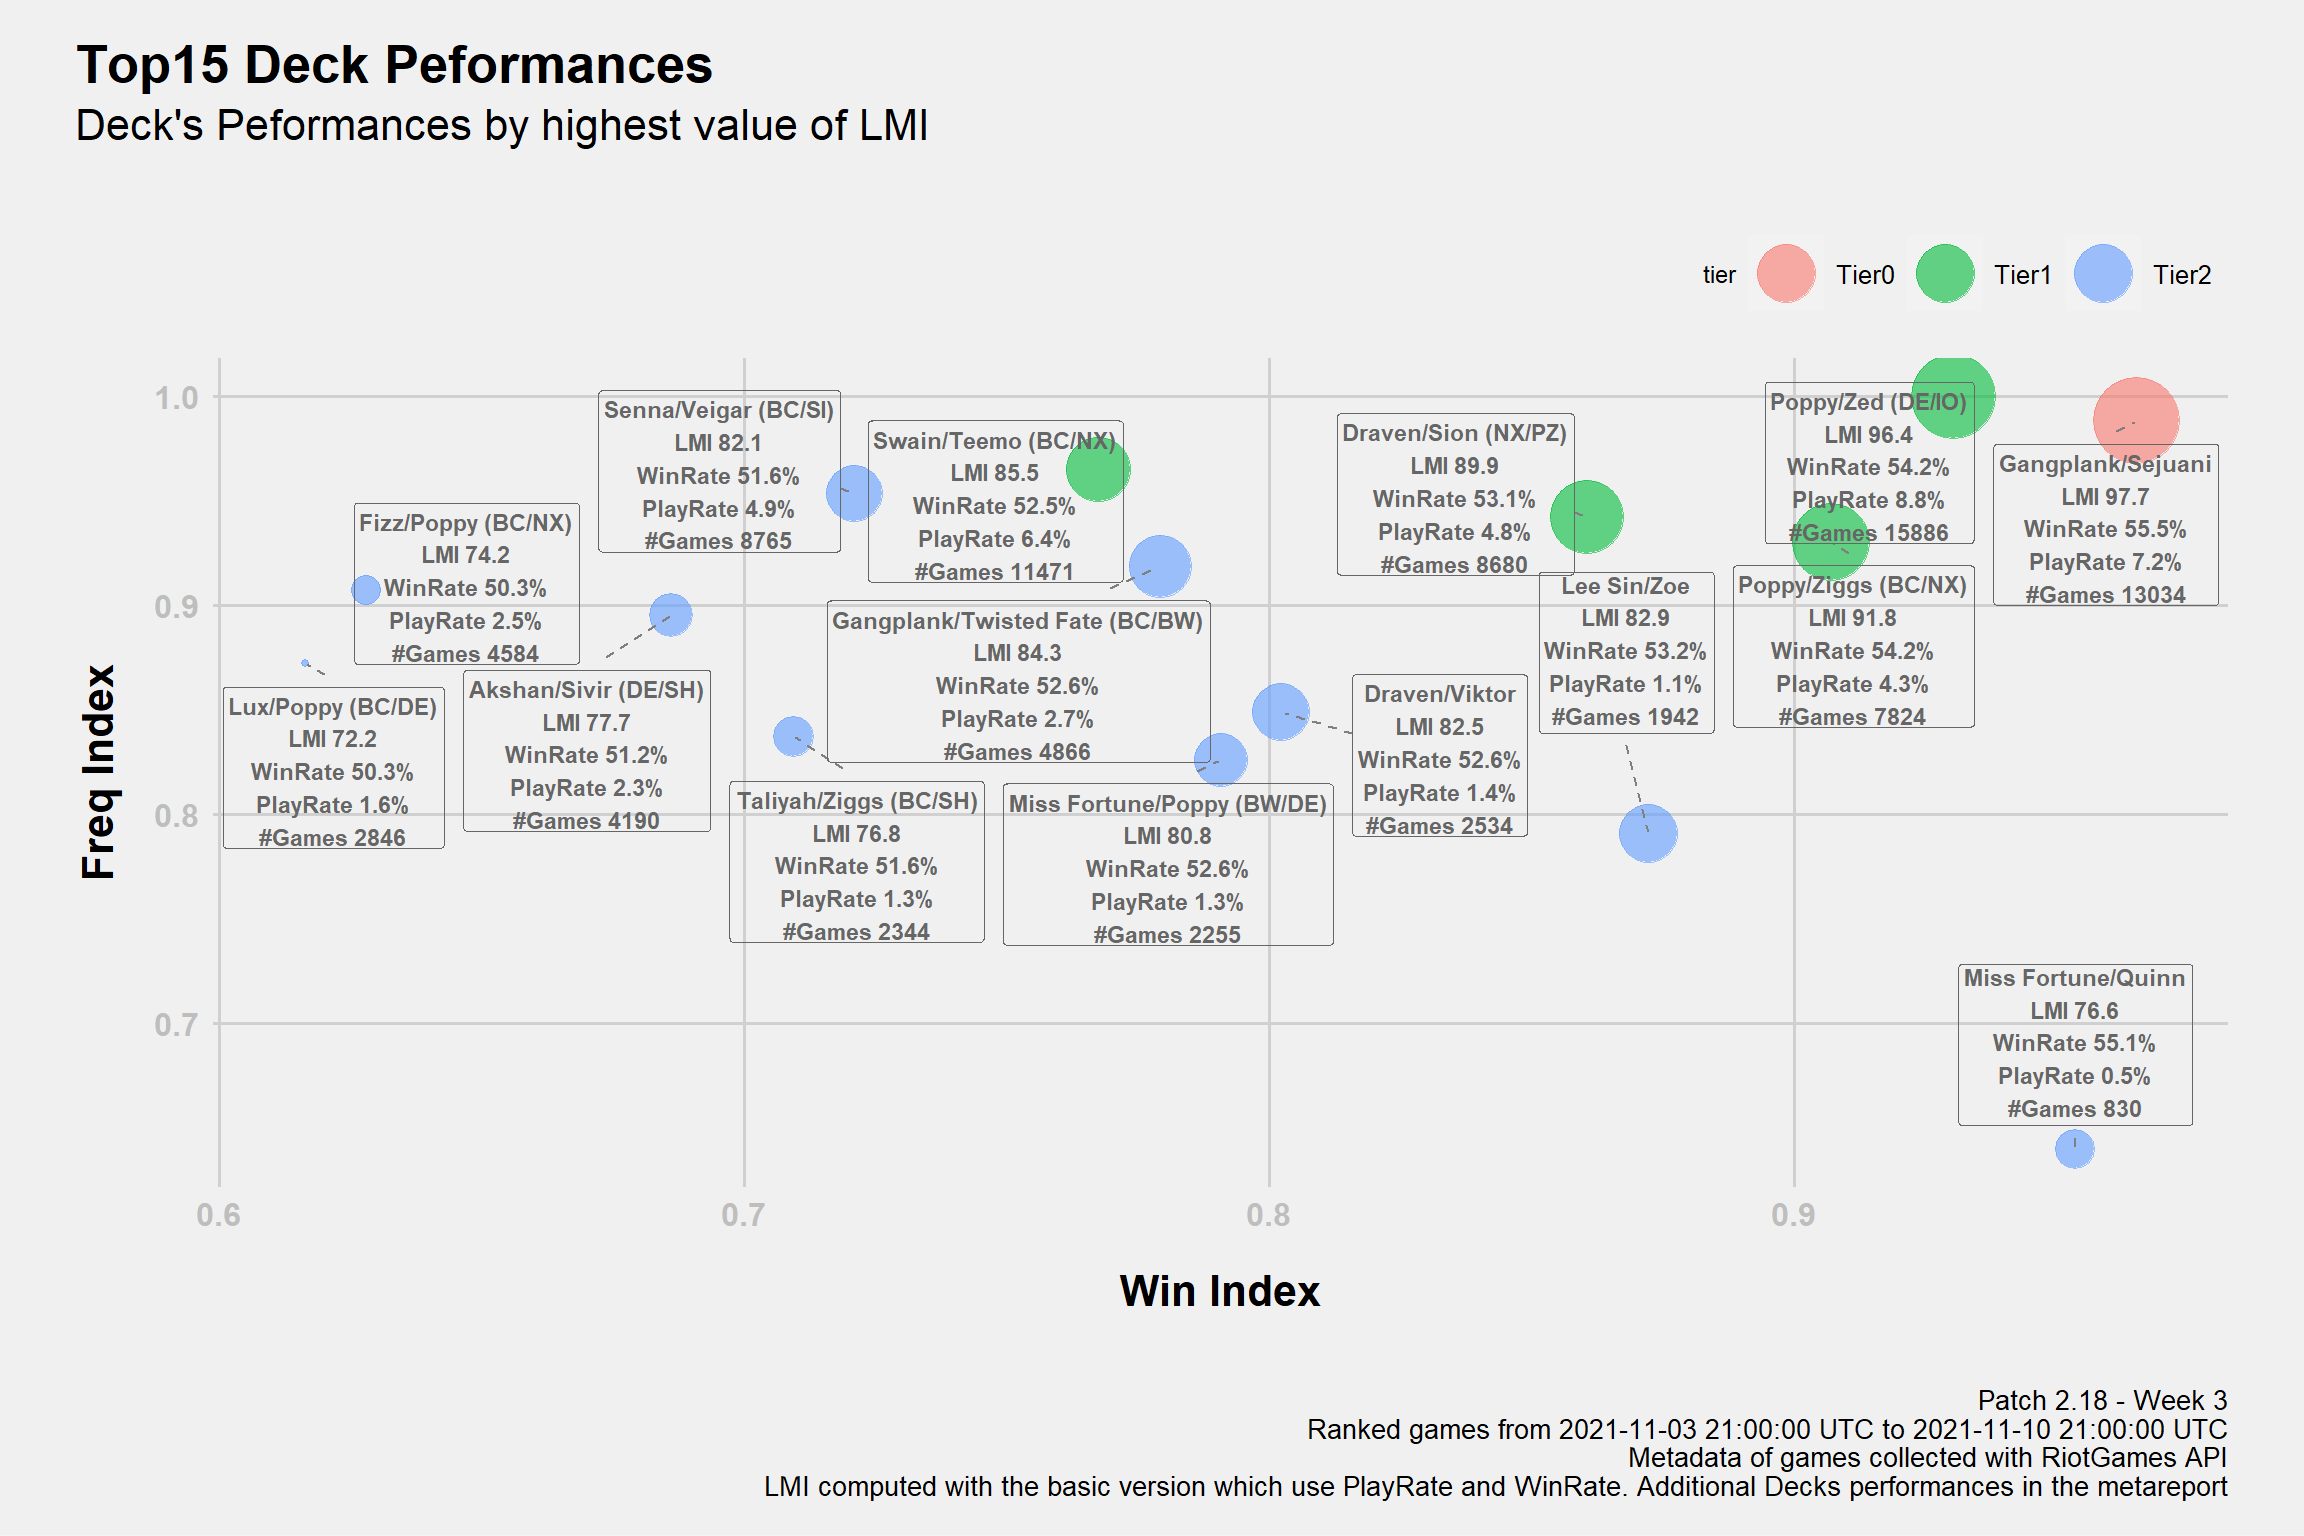 Top15 Deck Peformances
Deck's Peformances by highest value of LMI
tier
Tier0
Tier1
Tier2
Freq Index
1.0
0.9
0.8
0.7
Senna/Veigar (BC/SI)
LMI 82.1
WinRate 51.6%
PlayRate 4.9%
#Games 8765
Swain/Teemo (BC/NX)
LMI 85.5
WinRate 52.5%
PlayRate 6.4%
#Games 11471
Draven/Sion (NX/PZ)
LMI 89.9
WinRate 53.1%
PlayRate 4.8%
#Games 8680
Poppy/Zed (DE/IO)
LMI 96.4
WinRate 54.2%
PlayRate 8.8%
#Games 15886
Gangplank/Sejuani
LMI 97.7
WinRate 55.5%
PlayRate 7.2%
#Games 13034
Fizz/Poppy (BC/NX)
LMI 74.2
WinRate 50.3%
PlayRate 2.5%
#Games 4584
Lee Sin/Zoe
LMI 82.9
WinRate 53.2%
PlayRate 1.1%
#Games 1942
Poppy/Ziggs (BC/NX)
LMI 91.8
WinRate 54.2%
PlayRate 4.3%
#Games 7824
Gangplank/Twisted Fate (BC/BW)
LMI 84.3
WinRate 52.6%
PlayRate 2.7%
#Games 4866
Lux/Poppy (BC/DE)
LMI 72.2
WinRate 50.3%
PlayRate 1.6%
#Games 2846
Akshan/Sivir (DE/SH)
LMI 77.7
WinRate 51.2%
PlayRate 2.3%
#Games 4190
Draven/Viktor
LMI 82.5
WinRate 52.6%
PlayRate 1.4%
#Games 2534
Taliyah/Ziggs (BC/SH)
LMI 76.8
WinRate 51.6%
PlayRate 1.3%
#Games 2344
Miss Fortune/Poppy (BW/DE)
LMI 80.8
WinRate 52.6%
PlayRate 1.3%
#Games 2255
Miss Fortune/Quinn
LMI 76.6
WinRate 55.1%
PlayRate 0.5%
#Games 830
0.6
0.7
0.8
0.9
Win Index
Patch 2.18 - Week 3
Ranked games from 2021-11-03 21:00:00 UTC to 2021-11-10 21:00:00 UTC
Metadata of games collected with RiotGames API
LMI computed with the basic version which use PlayRate and WinRate. Additional Decks performances in the metareport